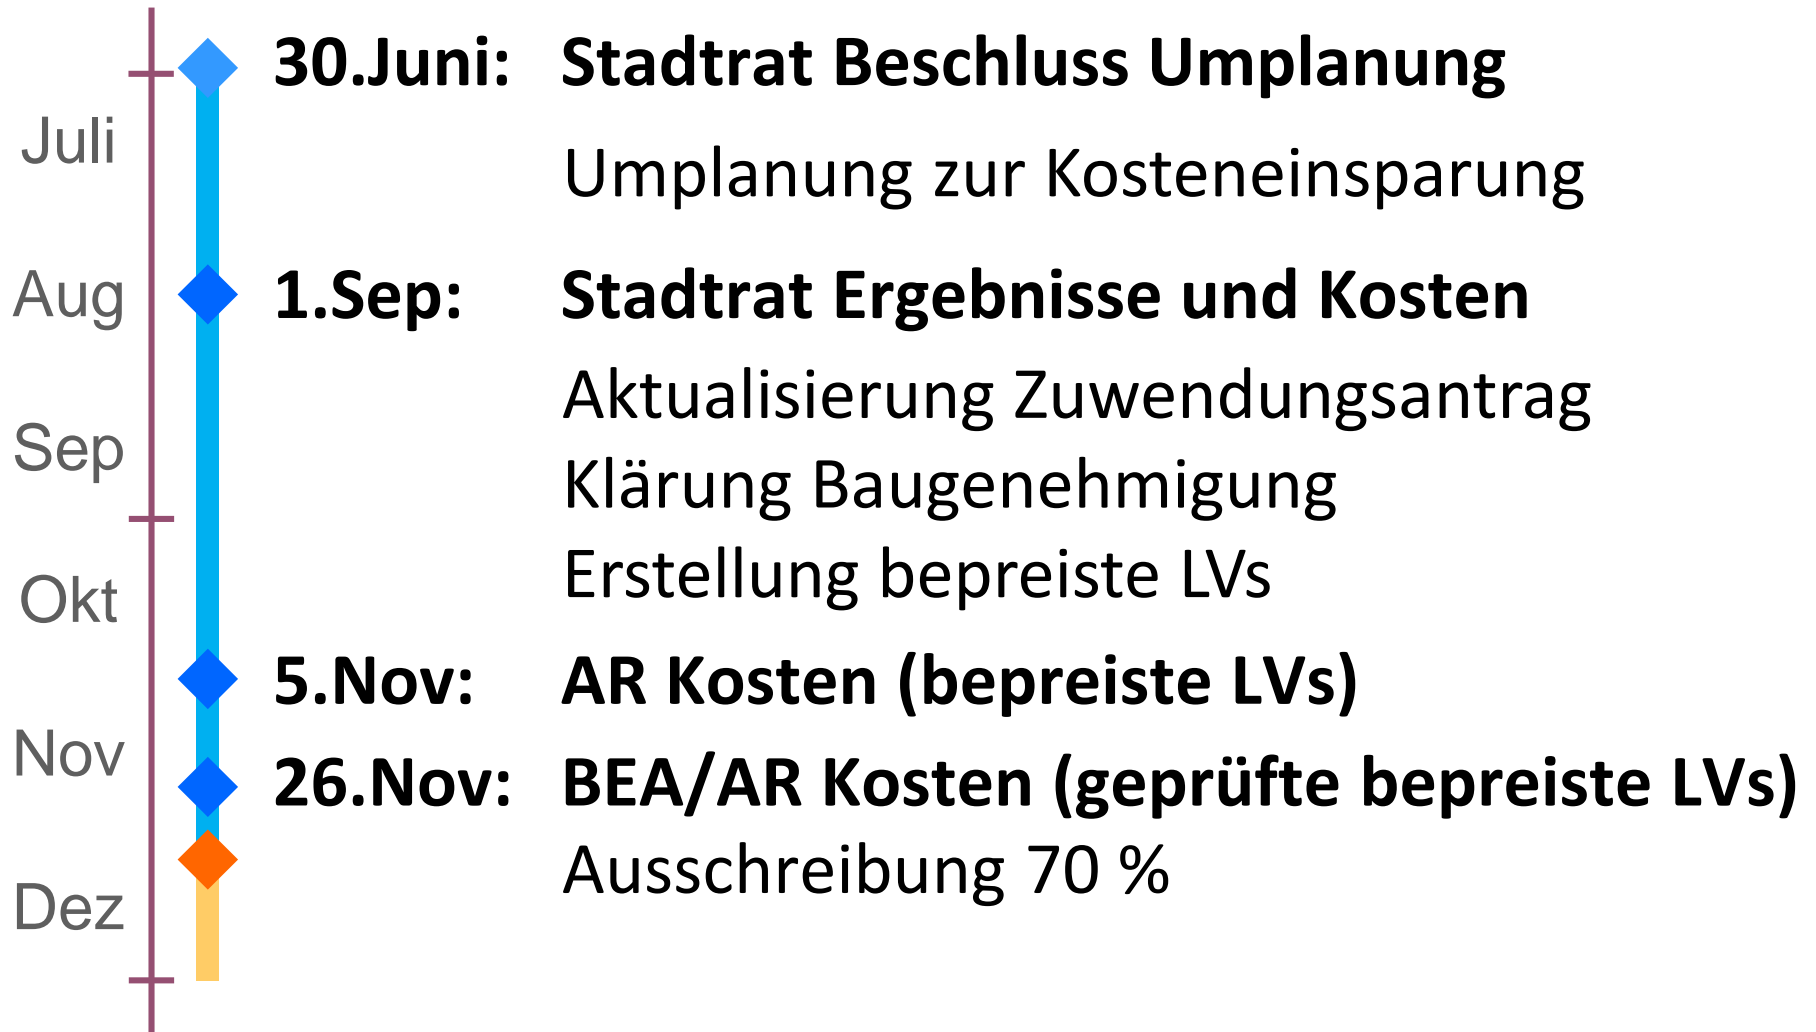 30.Juni: Stadtrat Beschluss Umplanung
Juli
Umplanung zur Kosteneinsparung
Aug
1.Sep: Stadtrat Ergebnisse und Kosten
Aktualisierung Zuwendungsantrag
Sep
Klärung Baugenehmigung
Erstellung bepreiste LVs
Okt
5.Nov: AR Kosten (bepreiste LVs)
Nov
26.Nov: BEA/AR Kosten (geprüfte bepreiste LVs)
Ausschreibung 70 %
Dez